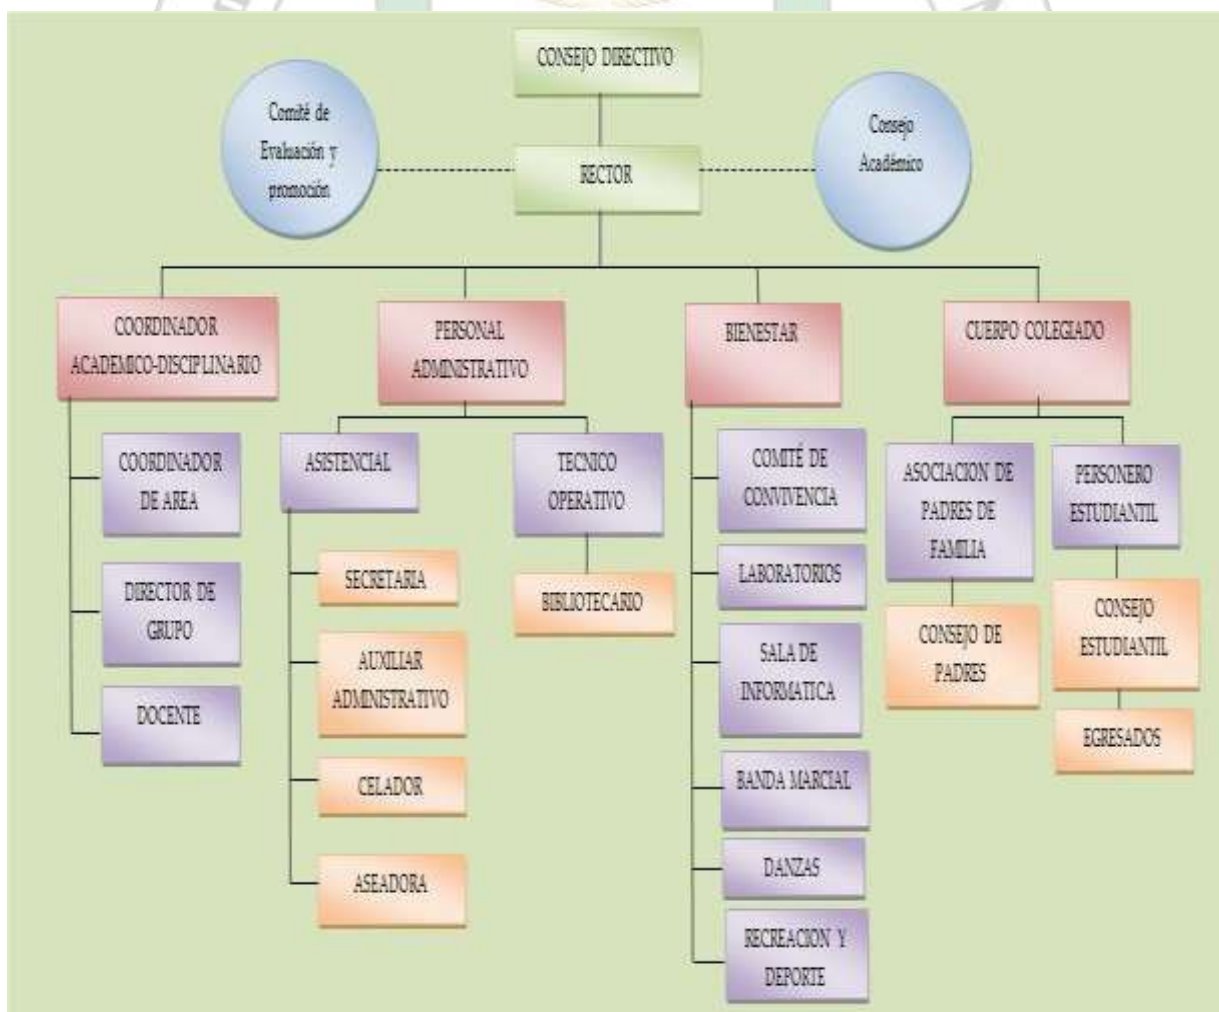 CONSEJO DIRECTIVO
Comité de
Evaluación y
promoción
RECTOR
Consejo
Académico
COORDINADOR
ACADEMICO-DISCIPLINARIO
PERSONAL
ADMINISTRATIVO
BIENESTAR
CUERPO COLEGIADO
COORDINADOR
DE AREA
DIRECTOR DE
GRUPO
DOCENTE
ASISTENCIAL
SECRETARIA
AUXILIAR
ADMINISTRATIVO
CELADOR
ASEADORA
TECNICO
OPERATIVO
BIBLIOTECARIO
COMITÉ DE
CONVIVENCIA
LABORATORIOS
SALA DE
INFORMATICA
BANDA MARCIAL
DANZAS
RECREACION Y
DEPORTE
ASOCIACION DE
PADRES DE
FAMILIA
CONSEJO DE
PADRES
PERSONERO
ESTUDIANTIL
CONSEJO
ESTUDIANTIL
EGRESADOS